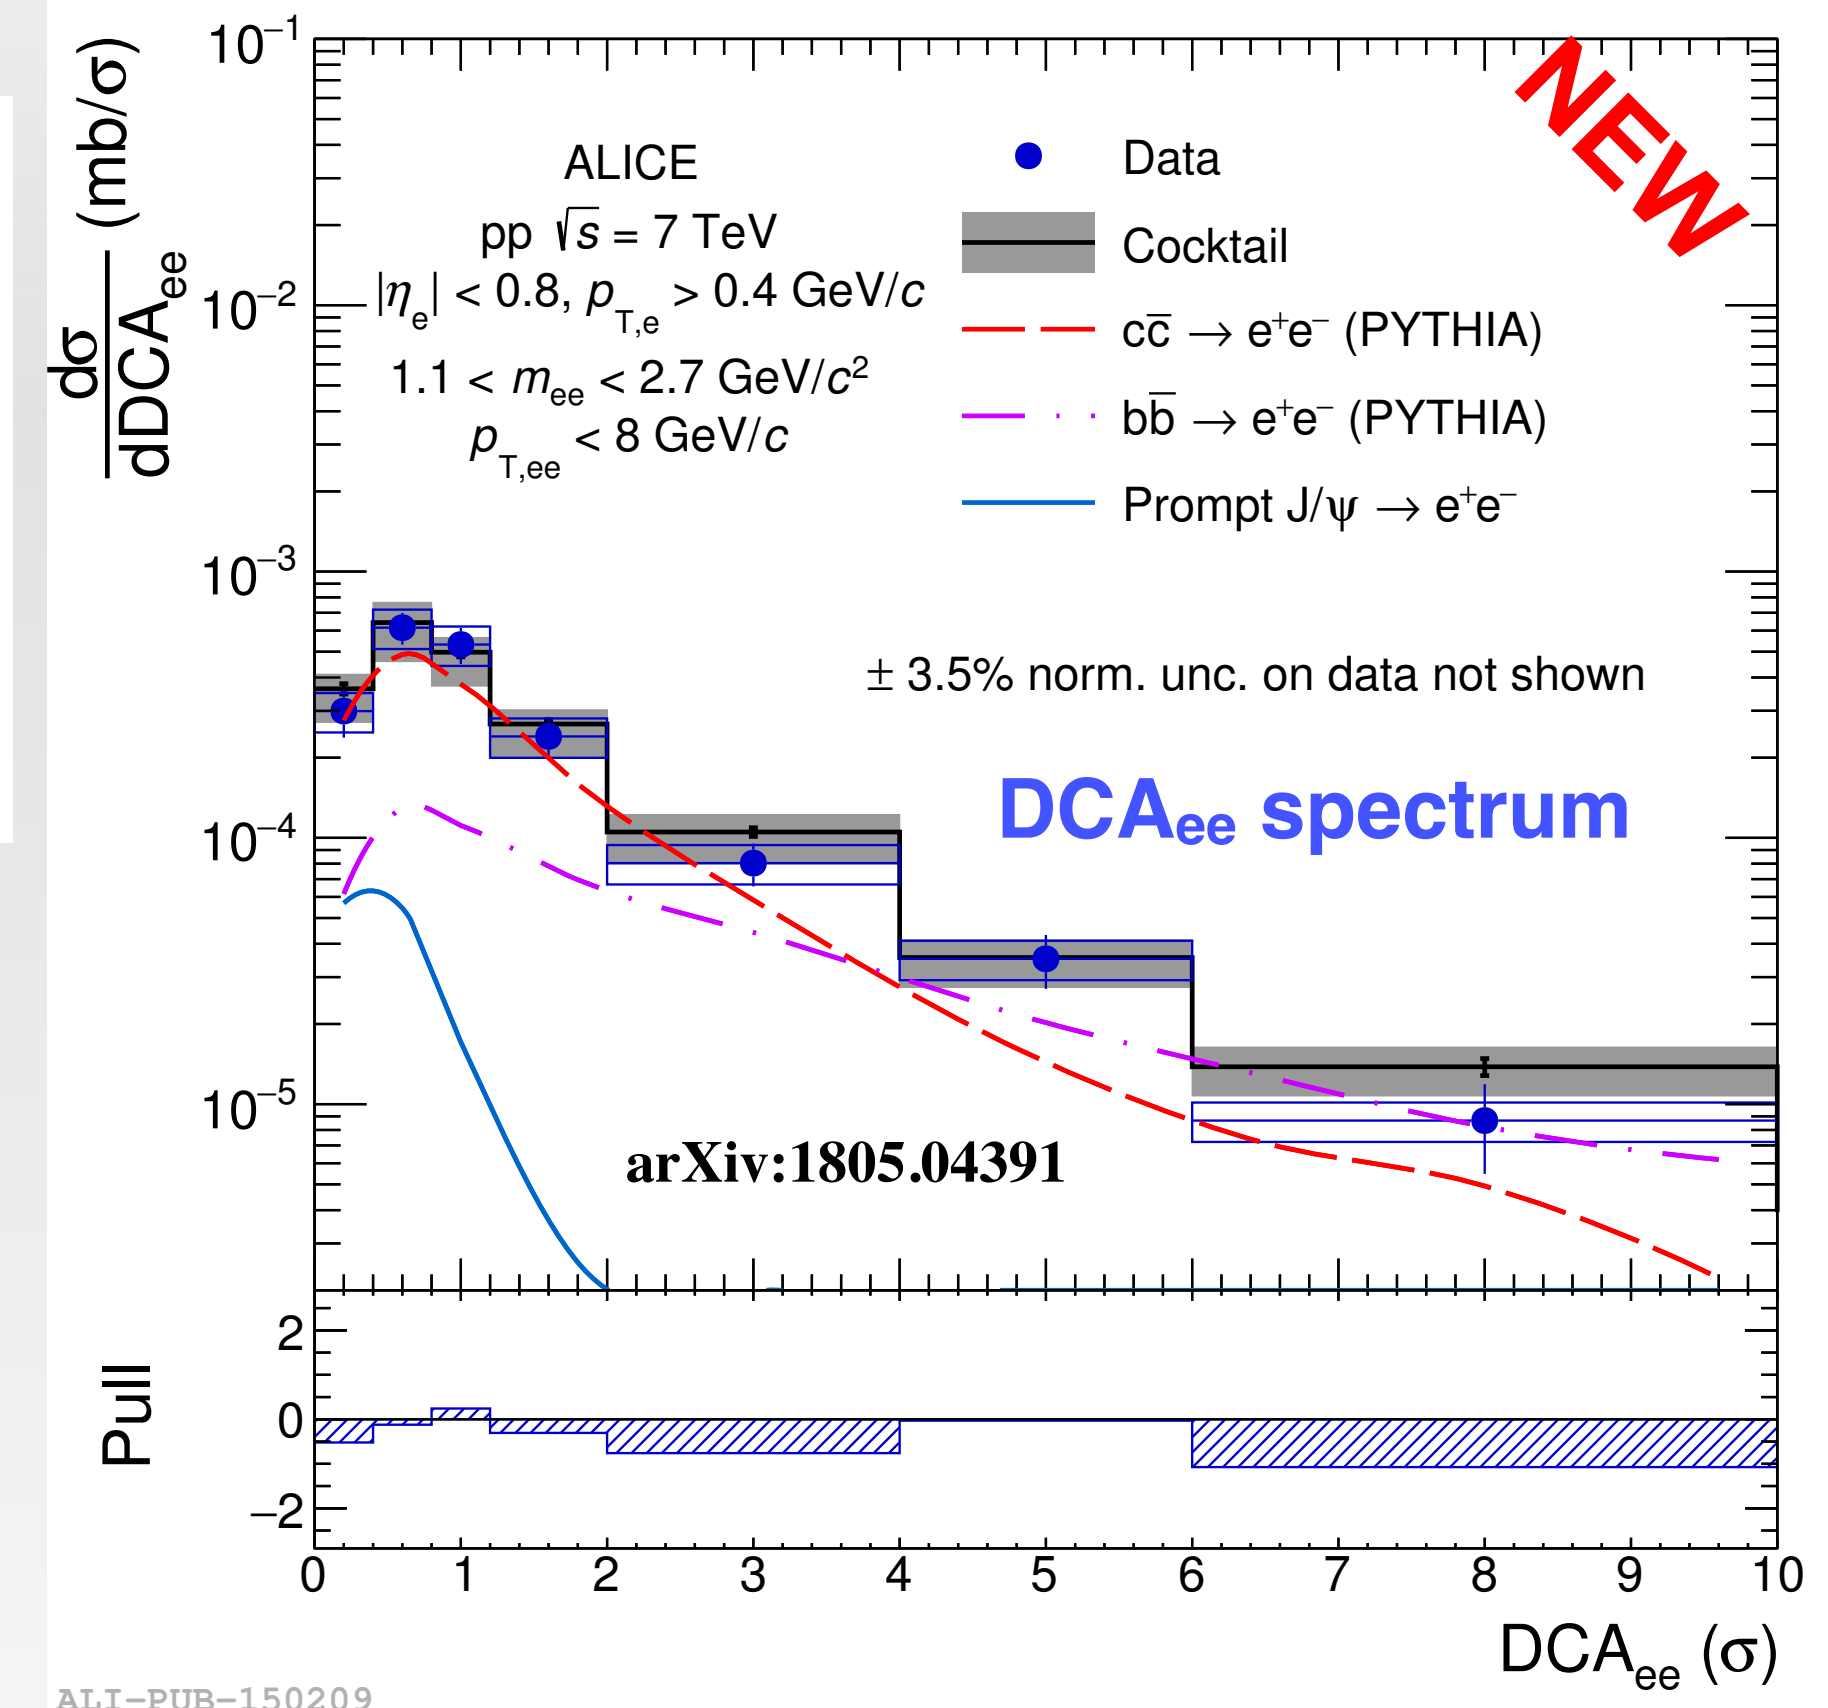 dσ
dDCAee
(mb/σ)
10−1
10−2
10−3
10−4
10−5
ALICE
pp √s = 7 TeV
|ηe| < 0.8, pT,e > 0.4 GeV/c
1.1 < mee < 2.7 GeV/c2
pT,ee < 8 GeV/c
Data
Cocktail
cc̅ → e+e− (PYTHIA)
bb̅ → e+e− (PYTHIA)
Prompt J/ψ → e+e−
NEW
± 3.5% norm. unc. on data not shown
DCAee spectrum
arXiv:1805.04391
Pull
2
0
−2
0 1 2 3 4 5 6 7 8 9 10
DCAee (σ)
ALI−PUB−150209